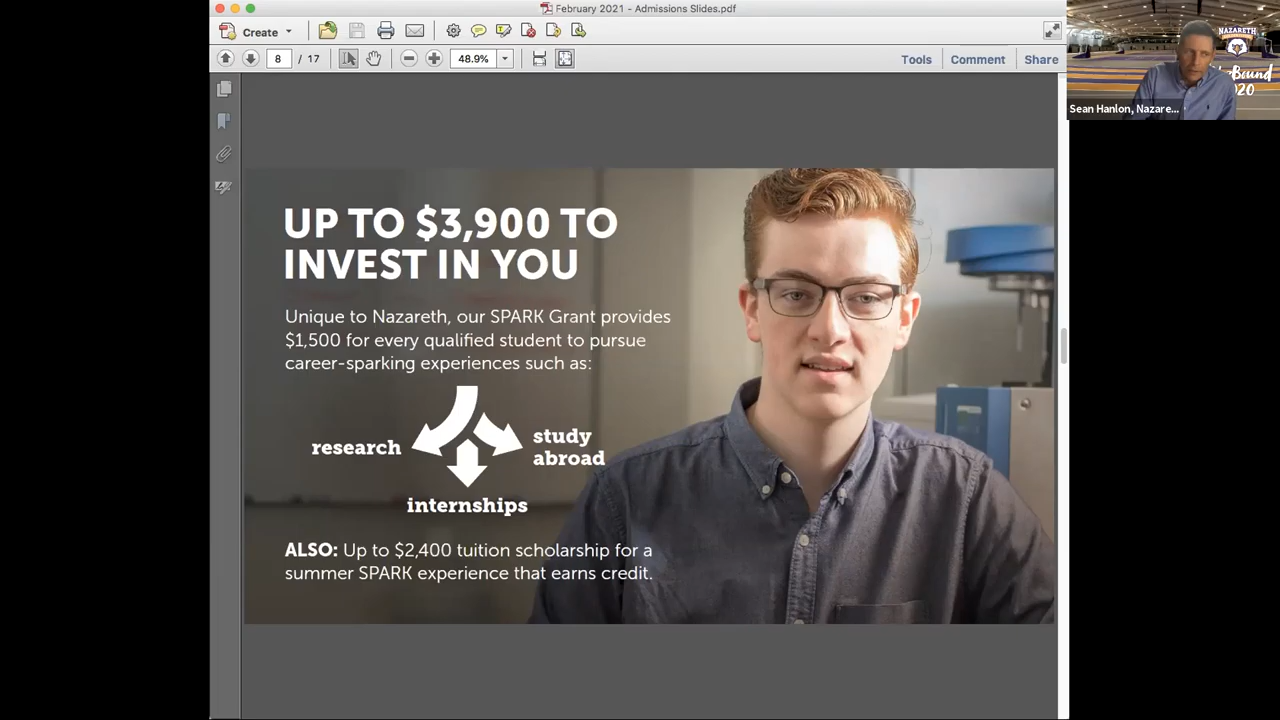 February 2021 - Admissions Slides.pdf
Create
8 / 17
48.9%
Tools Comment Share
NAZARETH
2020
Sean Hanlon, Nazare...
UP TO $3,900 TO
INVEST IN YOU
Unique to Nazareth, our SPARK Grant provides
$1,500 for every qualified student to pursue
career-sparking experiences such as:
research
study
abroad
internships
ALSO: Up to $2,400 tuition scholarship for a
summer SPARK experience that earns credit.